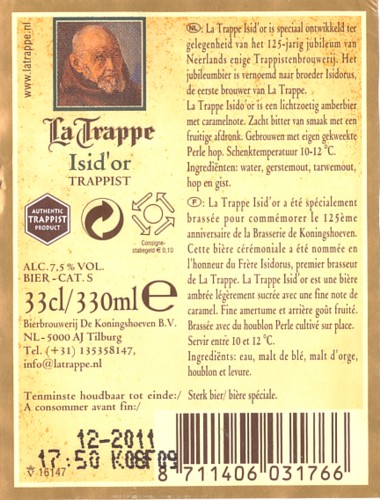 www.latrappe.nl
La Trappe
Isid'or
TRAPPIST
AUTHENTIC
TRAPPIST
PRODUCT
Consigne-
statiegeld € 0,10
ALC. 7,5 % VOL.
BIER - CAT. S
33cl/330ml e
Bierbrouwerij De Koningshoeven B.V.
NL - 5000 AJ Tilburg
Tel. (+31) 135358147,
info@latrappe.nl
NL: La Trappe Isid'or is speciaal ontwikkeld ter
gelegenheid van het 125-jarig jubileum van
Neerlands enige Trappistenbrouwerij. Het
jubileumbier is vernoemd naar broeder Isidorus,
de eerste brouwer van La Trappe.
La Trappe Isido'or is een lichtzoetig amberbier
met caramelnote. Zacht bitter van smaak met een
fruitige afdronk. Gebrouwen met eigen gekweekte
Perle hop. Schenktemperatuur 10-12 °C.
Ingrediënten: water, gerstemout, tarwemout,
hop en gist.
F: La Trappe Isid'or a été spécialement
brassée pour commémorer le 125ème
anniversaire de la Brasserie de Koningshoeven.
Cette bière cérémoniale a été nommée en
l'honneur du Frère Isidorus, premier brasseur
de La Trappe. La Trappe Isid'or est une bière
ambrée légèrement sucrée avec une fine note de
caramel. Fine amertume et arrière goût fruité.
Brassée avec du houblon Perle cultivé sur place.
Servir entre 10 et 12 °C.
Ingrediënts: eau, malt de blé, malt d'orge,
houblon et levure.
Tenminste houdbaar tot einde:/
A consommer avant fin:/
Sterk bier/ bière spéciale.
12-2011
17:50 K08F09
V 16147
8 711406 031766